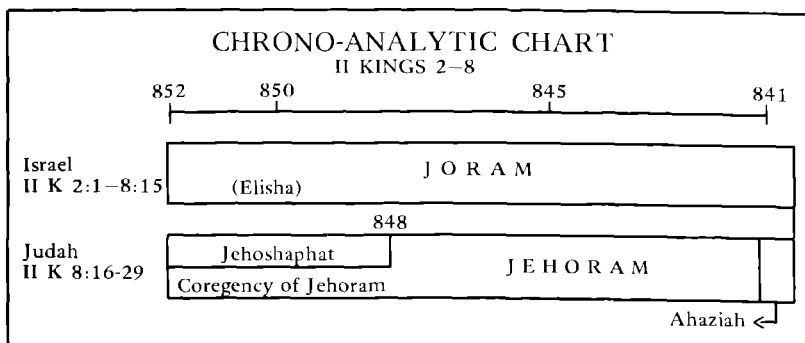 CHRONO-ANALYTIC CHART
II KINGS 2–8
852 850 845 841
Israel
II K 2:1–8:15
JORAM
(Elisha)
848
Judah
II K 8:16-29
Jehoshaphat
JEHORAM
Coregency of Jehoram
Ahaziah